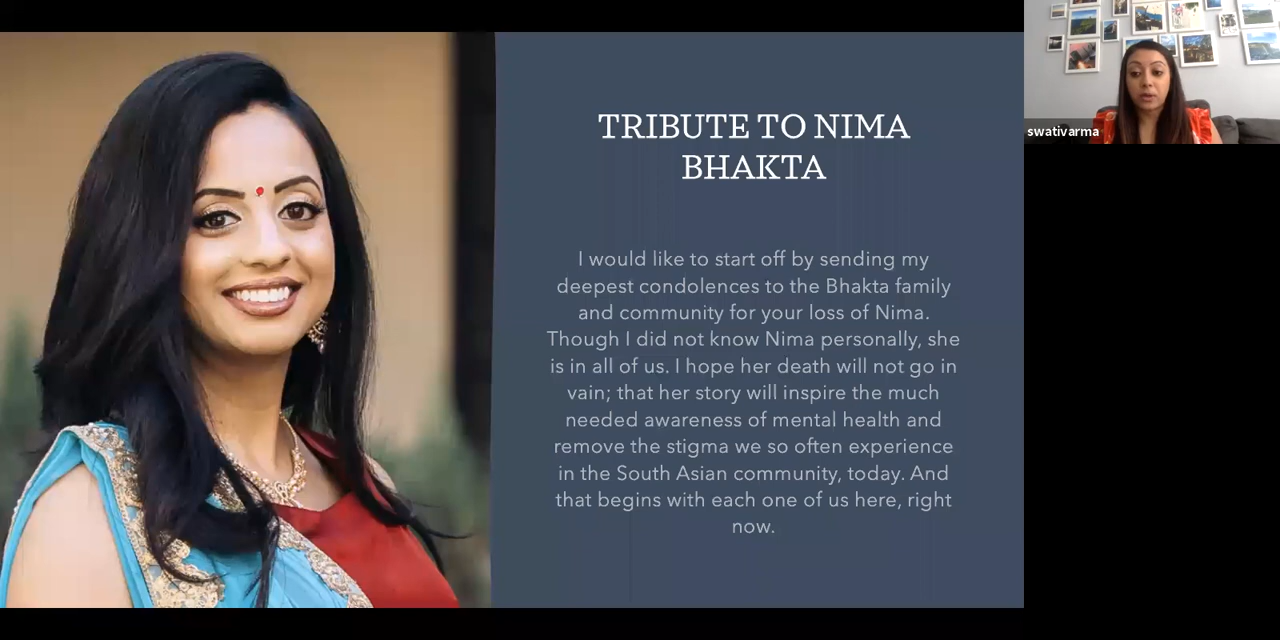 TRIBUTE TO NIMA
BHAKTA
I would like to start off by sending my
deepest condolences to the Bhakta family
and community for your loss of Nima.
Though I did not know Nima personally, she
is in all of us. I hope her death will not go in
vain; that her story will inspire the much
needed awareness of mental health and
remove the stigma we so often experience
in the South Asian community, today. And
that begins with each one of us here, right
now.
swativarma